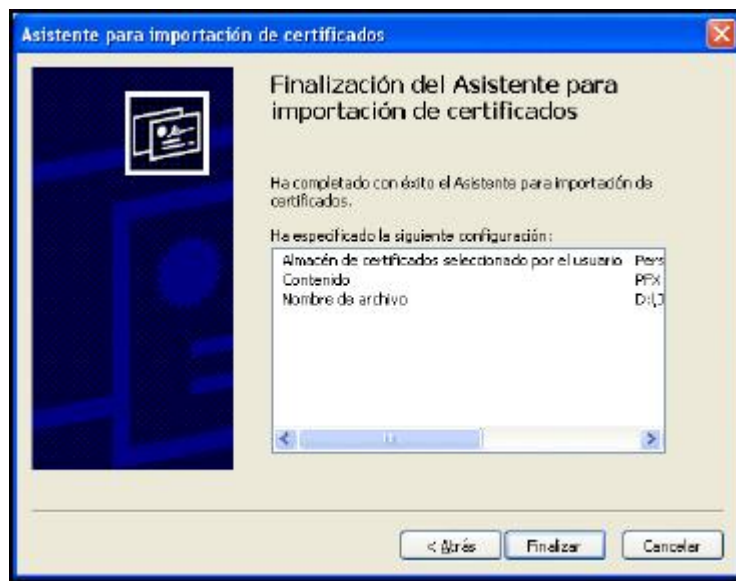 Asistente para importación de certificados
Finalización del Asistente para
importación de certificados
Ha completado con éxito el Asistente para importación de
certificados.
Ha especificado la siguiente configuración:
Almacén de certificados seleccionado por el usuario Pers
Contenido PFX
Nombre de archivo D:\J
< Atrás Finalizar Cancelar